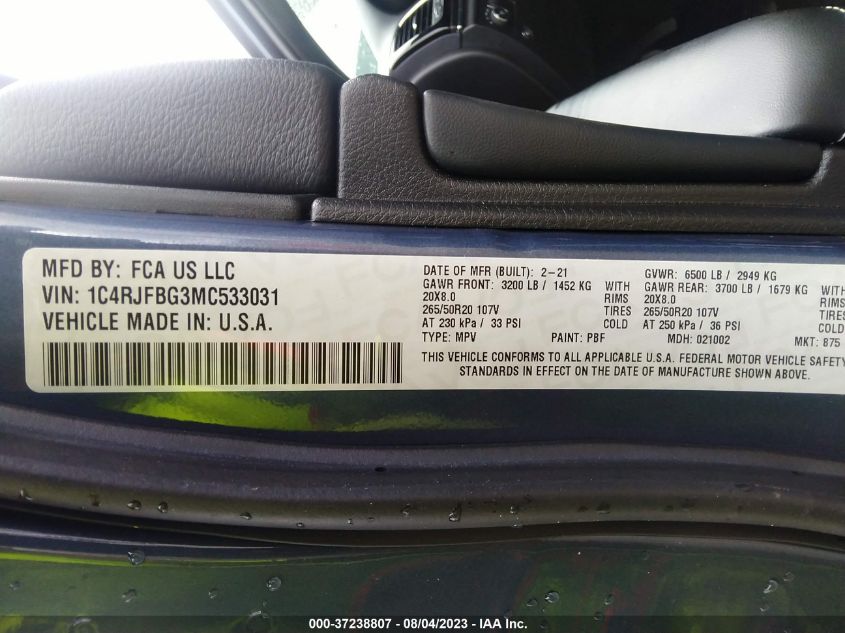 MFD BY: FCA US LLC
VIN: 1C4RJFBG3MC533031
VEHICLE MADE IN: U.S.A.
DATE OF MFR (BUILT): 2-21 GVWR: 6500 LB / 2949 KG
GAWR FRONT: 3200 LB / 1452 KG WITH GAWR REAR: 3700 LB / 1679 KG WITH
20X8.0 RIMS 20X8.0 RIMS
265/50R20 107V TIRES 265/50R20 107V TIRES
AT 230 kPa / 33 PSI COLD AT 250 kPa / 36 PSI COLD
TYPE: MPV PAINT: PBF MDH: 021002 MKT: 875
THIS VEHICLE CONFORMS TO ALL APPLICABLE U.S.A. FEDERAL MOTOR VEHICLE SAFETY
STANDARDS IN EFFECT ON THE DATE OF MANUFACTURE SHOWN ABOVE.
000-37238807 - 08/04/2023 - IAA Inc.